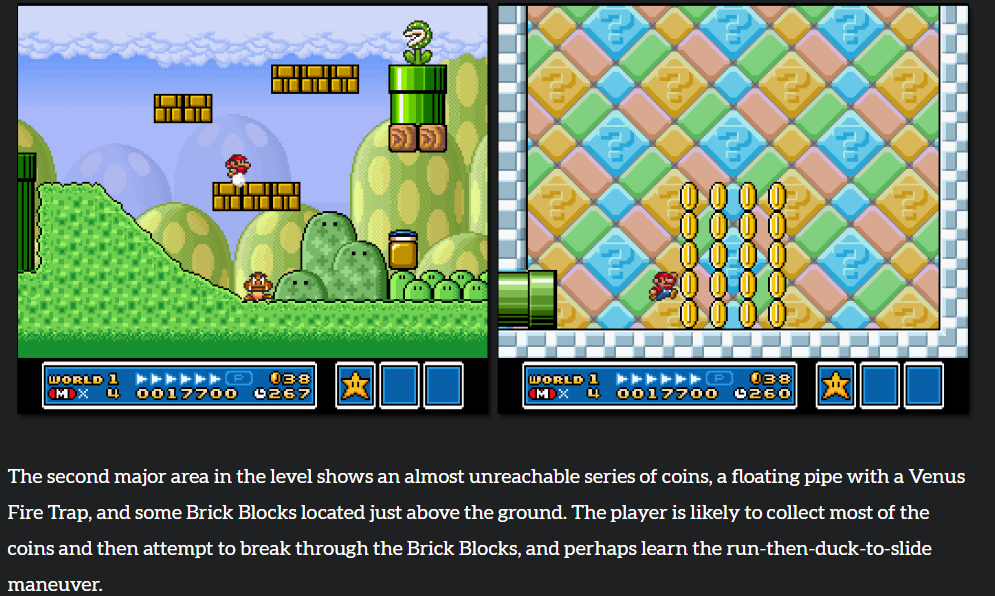 WORLD 1 P 038
M X 4 0017700 267
WORLD 1 P 038
M X 4 0017700 260
The second major area in the level shows an almost unreachable series of coins, a floating pipe with a Venus
Fire Trap, and some Brick Blocks located just above the ground. The player is likely to collect most of the
coins and then attempt to break through the Brick Blocks, and perhaps learn the run-then-duck-to-slide
maneuver.